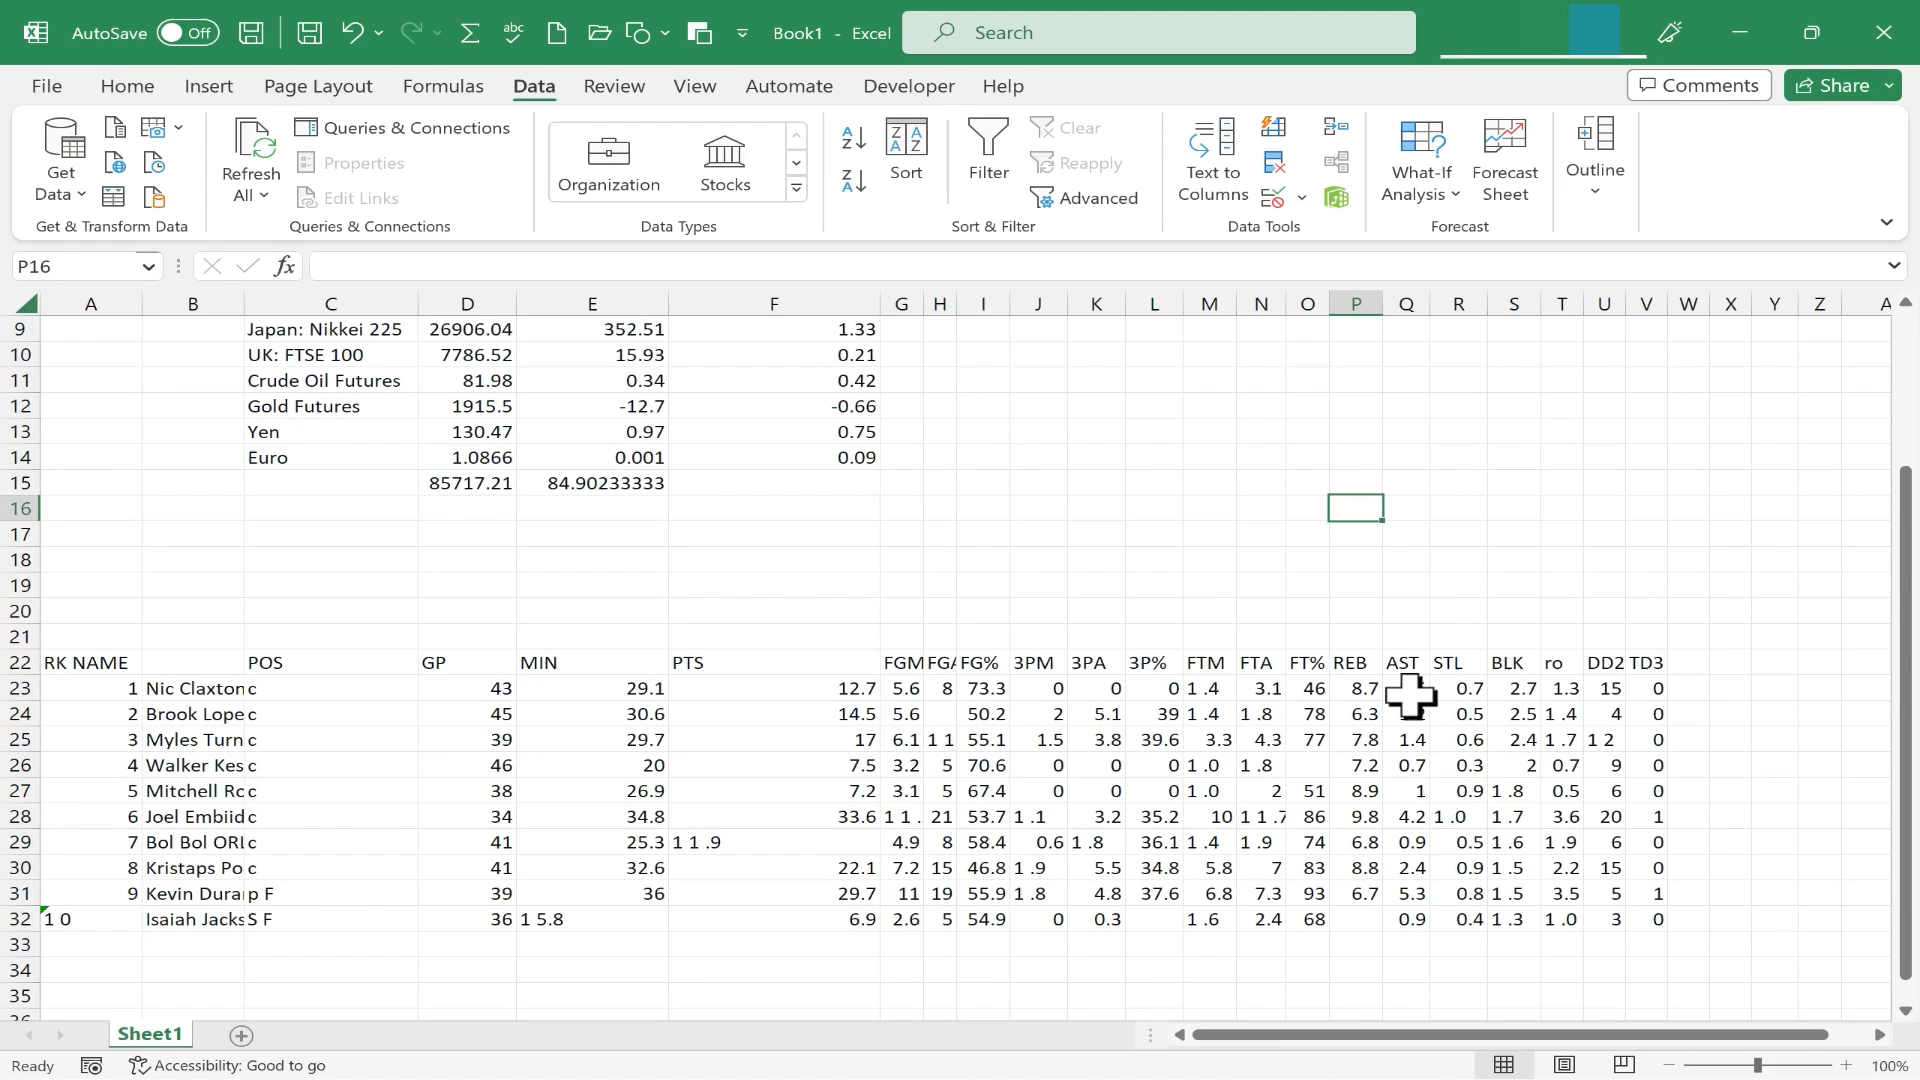 AutoSave Off abc Book1 - Excel Search
File Home Insert Page Layout Formulas Data Review View Automate Developer Help Comments Share
Get Data
Refresh All
Queries & Connections
Properties
Edit Links
Organization
Stocks
Sort
Filter
Clear
Reapply
Advanced
Text to Columns
What-If Analysis
Forecast Sheet
Outline
Get & Transform Data Queries & Connections Data Types Sort & Filter Data Tools Forecast
P16 fx
A B C D E F G H I J K L M N O P Q R S T U V W X Y Z A
9 Japan: Nikkei 225 26906.04 352.51 1.33
10 UK: FTSE 100 7786.52 15.93 0.21
11 Crude Oil Futures 81.98 0.34 0.42
12 Gold Futures 1915.5 -12.7 -0.66
13 Yen 130.47 0.97 0.75
14 Euro 1.0866 0.001 0.09
15 85717.21 84.90233333
16
17
18
19
20
21
22 RK NAME POS GP MIN PTS FGM FGA FG% 3PM 3PA 3P% FTM FTA FT% REB AST STL BLK ro DD2 TD3
23 1 Nic Claxton c 43 29.1 12.7 5.6 8 73.3 0 0 0 1 .4 3.1 46 8.7 0.7 2.7 1.3 15 0
24 2 Brook Lope c 45 30.6 14.5 5.6 50.2 2 5.1 39 1 .4 1 .8 78 6.3 0.5 2.5 1 .4 4 0
25 3 Myles Turn c 39 29.7 17 6.1 1 1 55.1 1.5 3.8 39.6 3.3 4.3 77 7.8 1.4 0.6 2.4 1 .7 1 2 0
26 4 Walker Kes c 46 20 7.5 3.2 5 70.6 0 0 0 1 .0 1 .8 7.2 0.7 0.3 2 0.7 9 0
27 5 Mitchell Ro c 38 26.9 7.2 3.1 5 67.4 0 0 0 1 .0 2 51 8.9 1 0.9 1 .8 0.5 6 0
28 6 Joel Embiid c 34 34.8 33.6 1 1 . 21 53.7 1 .1 3.2 35.2 10 1 1 .7 86 9.8 4.2 1 .0 1 .7 3.6 20 1
29 7 Bol Bol ORL c 41 25.3 1 1 .9 4.9 8 58.4 0.6 1 .8 36.1 1 .4 1 .9 74 6.8 0.9 0.5 1 .6 1 .9 6 0
30 8 Kristaps Po c 41 32.6 22.1 7.2 15 46.8 1 .9 5.5 34.8 5.8 7 83 8.8 2.4 0.9 1 .5 2.2 15 0
31 9 Kevin Dura p F 39 36 29.7 11 19 55.9 1 .8 4.8 37.6 6.8 7.3 93 6.7 5.3 0.8 1 .5 3.5 5 1
32 1 0 Isaiah Jacks S F 36 1 5.8 6.9 2.6 5 54.9 0 0.3 1 .6 2.4 68 0.9 0.4 1 .3 1 .0 3 0
33
34
35
Sheet1
Ready Accessibility: Good to go 100%